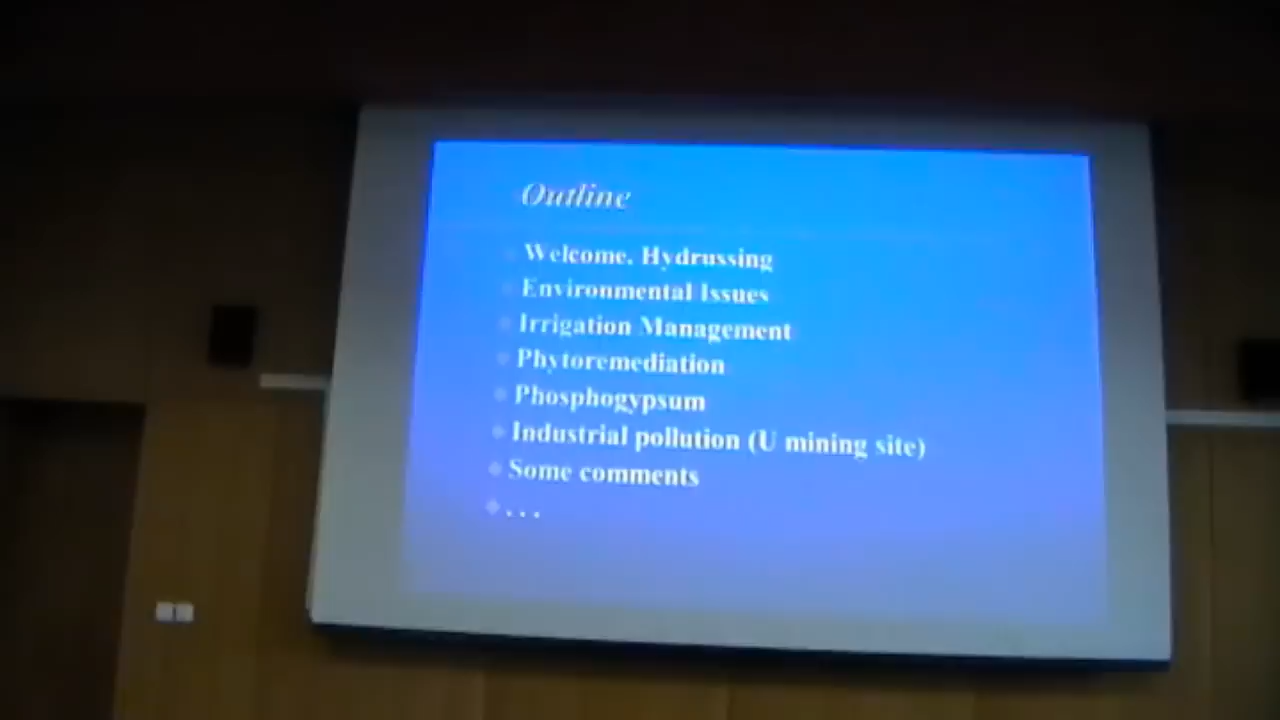 Outline
Welcome. Hydrussing
Environmental Issues
Irrigation Management
Phytoremediation
Phosphogypsum
Industrial pollution (U mining site)
Some comments
...